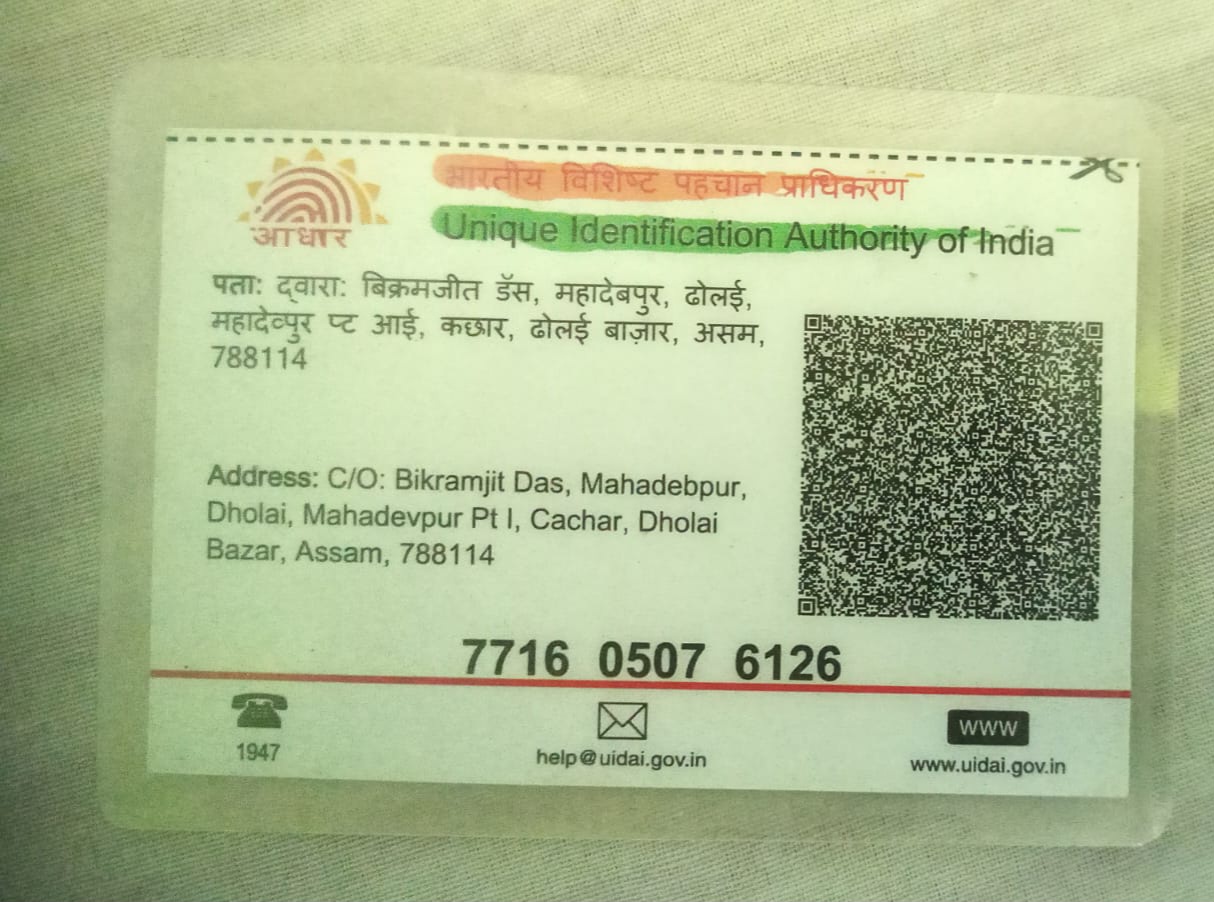 आधार
भारतीय विशिष्ट पहचान प्राधिकरण
Unique Identification Authority of India
पता: द्वारा: बिक्रमजीत डॅस, महादेबपुर, ढोलई,
महादेव्पुर प्ट आई, कछार, ढोलई बाज़ार, असम,
788114
Address: C/O: Bikramjit Das, Mahadebpur,
Dholai, Mahadevpur Pt I, Cachar, Dholai
Bazar, Assam, 788114
7716 0507 6126
1947
help@uidai.gov.in
WWW
www.uidai.gov.in